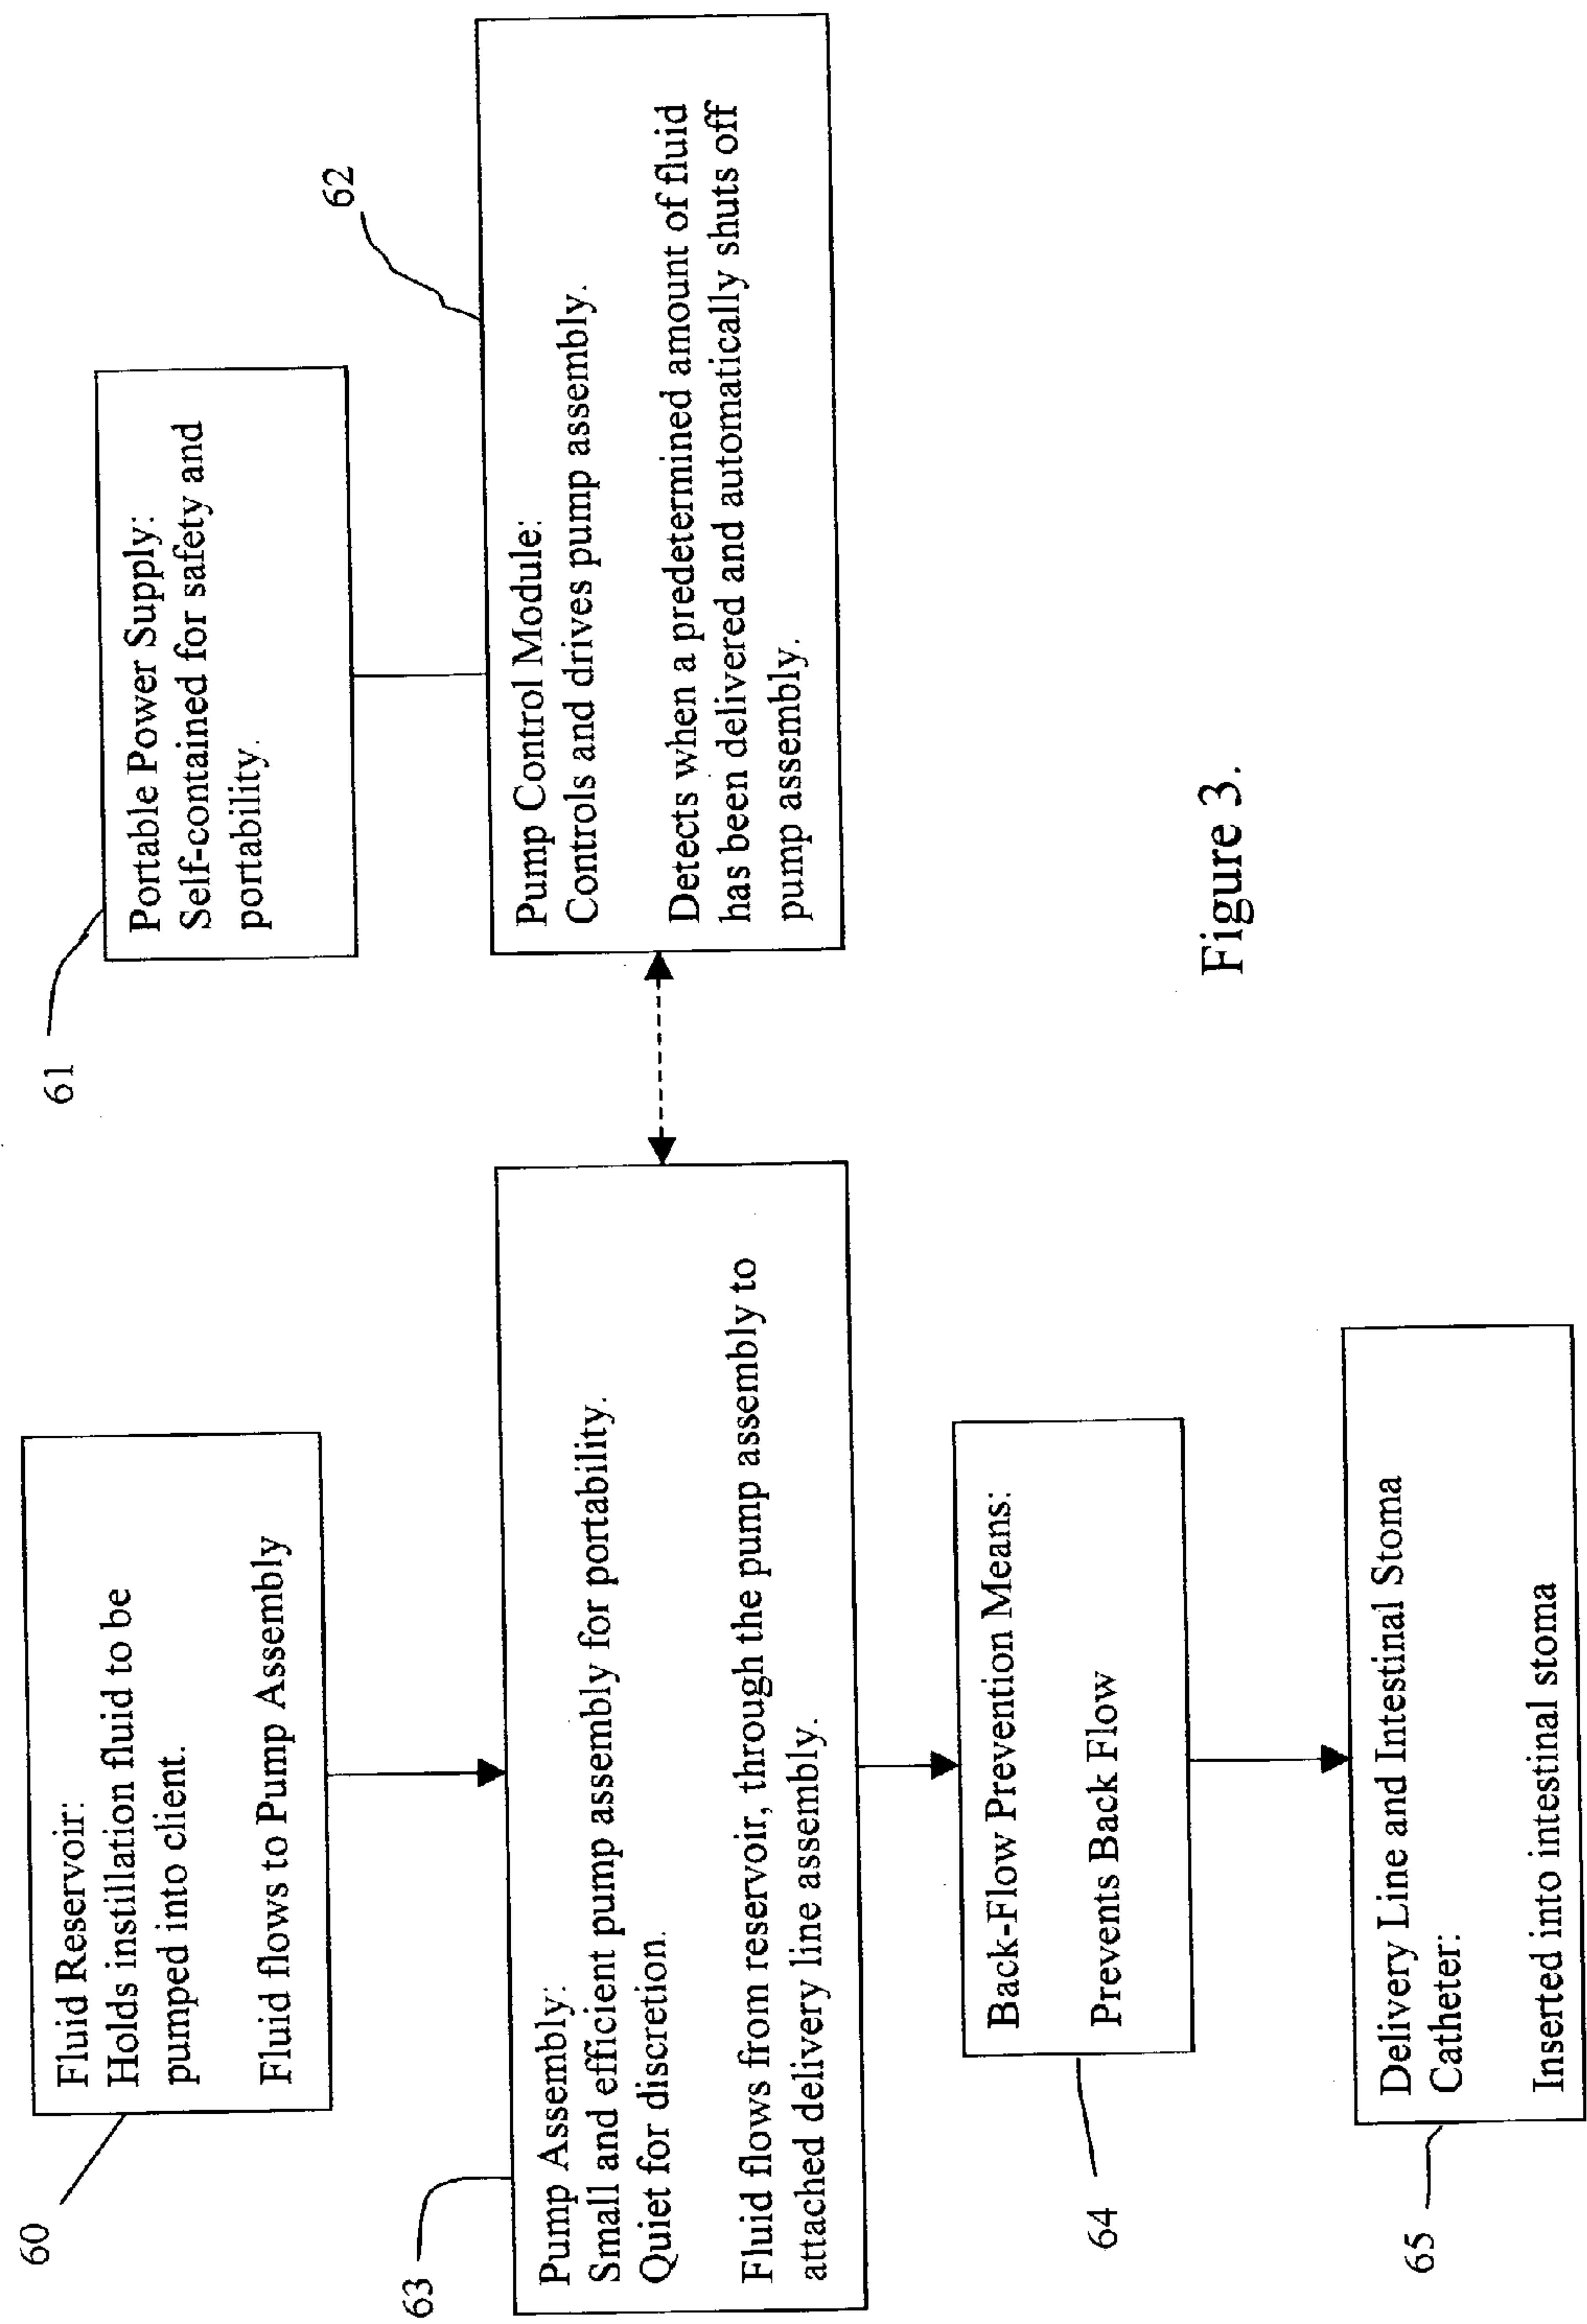 60
Fluid Reservoir:
Holds instillation fluid to be
pumped into client.
Fluid flows to Pump Assembly
61
Portable Power Supply:
Self-contained for safety and
portability.
63
Pump Assembly:
Small and efficient pump assembly for portability.
Quiet for discretion.
Fluid flows from reservoir, through the pump assembly to
attached delivery line assembly.
62
Pump Control Module:
Controls and drives pump assembly.
Detects when a predetermined amount of fluid
has been delivered and automatically shuts off
pump assembly.
64
Back-Flow Prevention Means:
Prevents Back Flow
65
Delivery Line and Intestinal Stoma
Catheter:
Inserted into intestinal stoma
Figure 3.